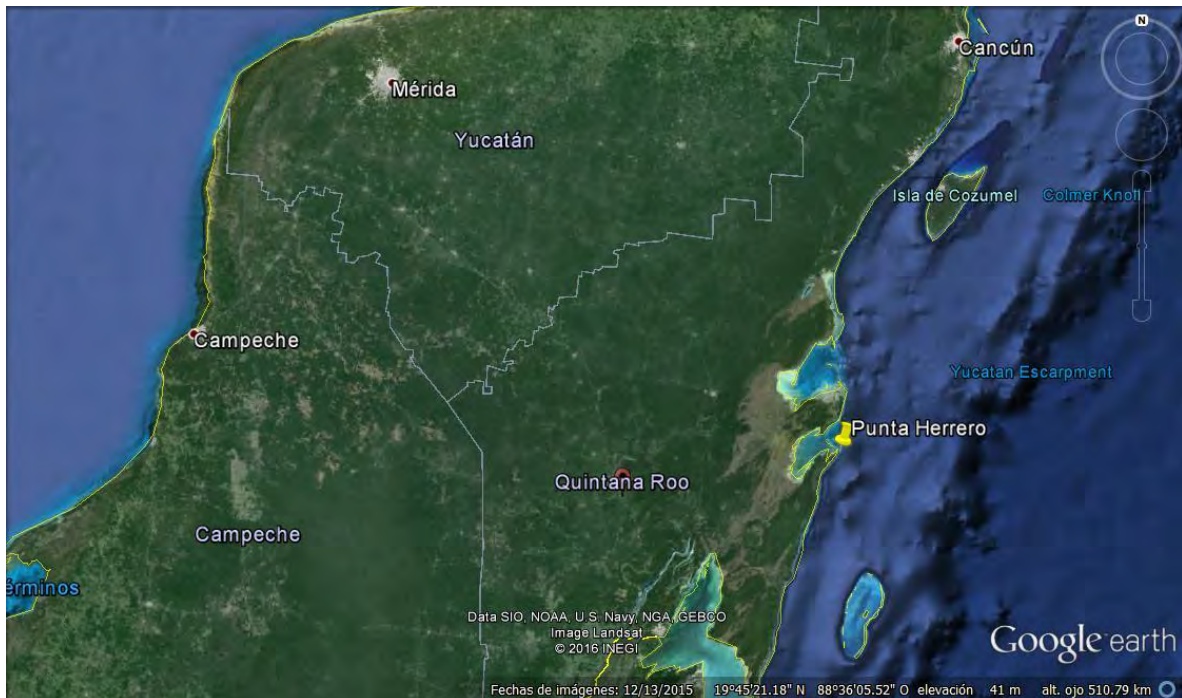 N
Cancún
Mérida
Yucatán
Isla de Cozumel
Colmer Knoll
Campeche
Yucatan Escarpment
Punta Herrero
Quintana Roo
Campeche
érminos
Data SIO, NOAA, U.S. Navy, NGA, GEBCO
Image Landsat
© 2016 INEGI
Google earth
Fechas de imágenes: 12/13/2015 19°45'21.18" N 88°36'05.52" O elevación 41 m alt. ojo 510.79 km